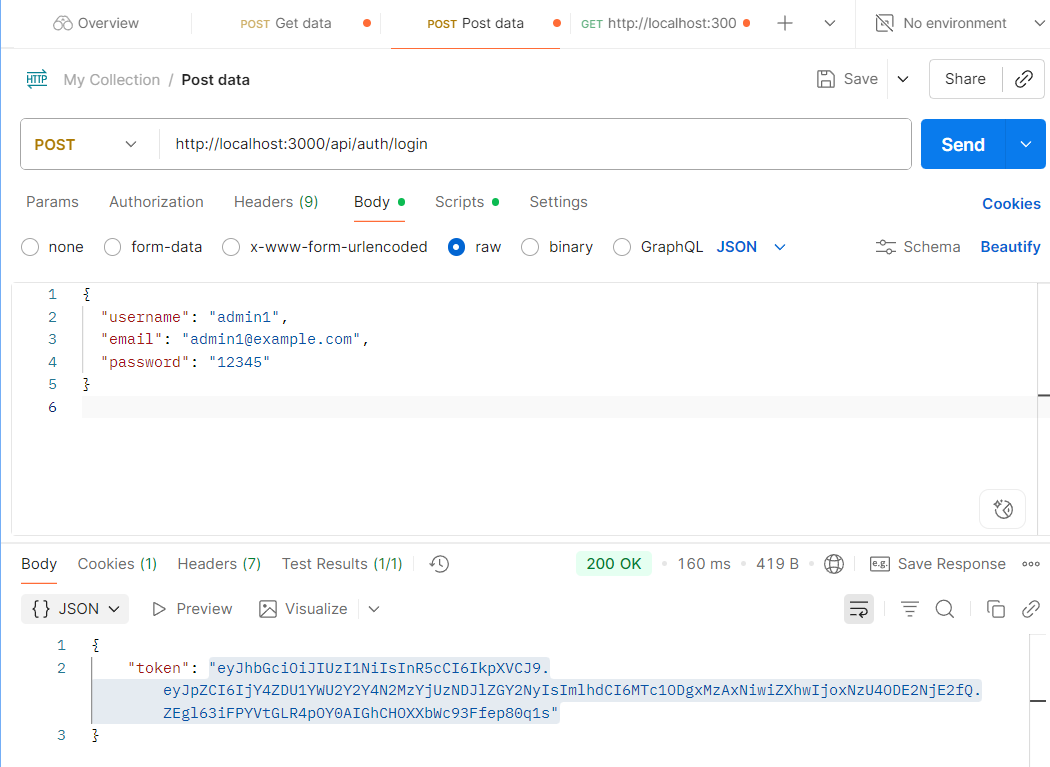 Overview
POST Get data
POST Post data
GET http://localhost:300
No environment
HTTP My Collection / Post data
Save
Share
POST
http://localhost:3000/api/auth/login
Send
Params Authorization Headers (9) Body Scripts Settings
Cookies
none form-data x-www-form-urlencoded raw binary GraphQL JSON
Schema Beautify
1 {
2 "username": "admin1",
3 "email": "admin1@example.com",
4 "password": "12345"
5 }
6
Body Cookies (1) Headers (7) Test Results (1/1)
200 OK • 160 ms • 419 B
e.g. Save Response
{} JSON Preview Visualize
1 {
2 "token": "eyJhbGciOiJIUzI1NiIsInR5cCI6IkpXVCJ9.
eyJpZCI6IjY4ZDU1YWU2Y2Y4N2MzYjUzNDJlZGY2NyIsImlhdCI6MTc1ODgxMzAxNiwiZXhwIjoxNzU4ODE2NjE2fQ.
ZEgl63iFPYVtGLR4pOY0AIGhCHOXXbWc93Ffep80q1s"
3 }